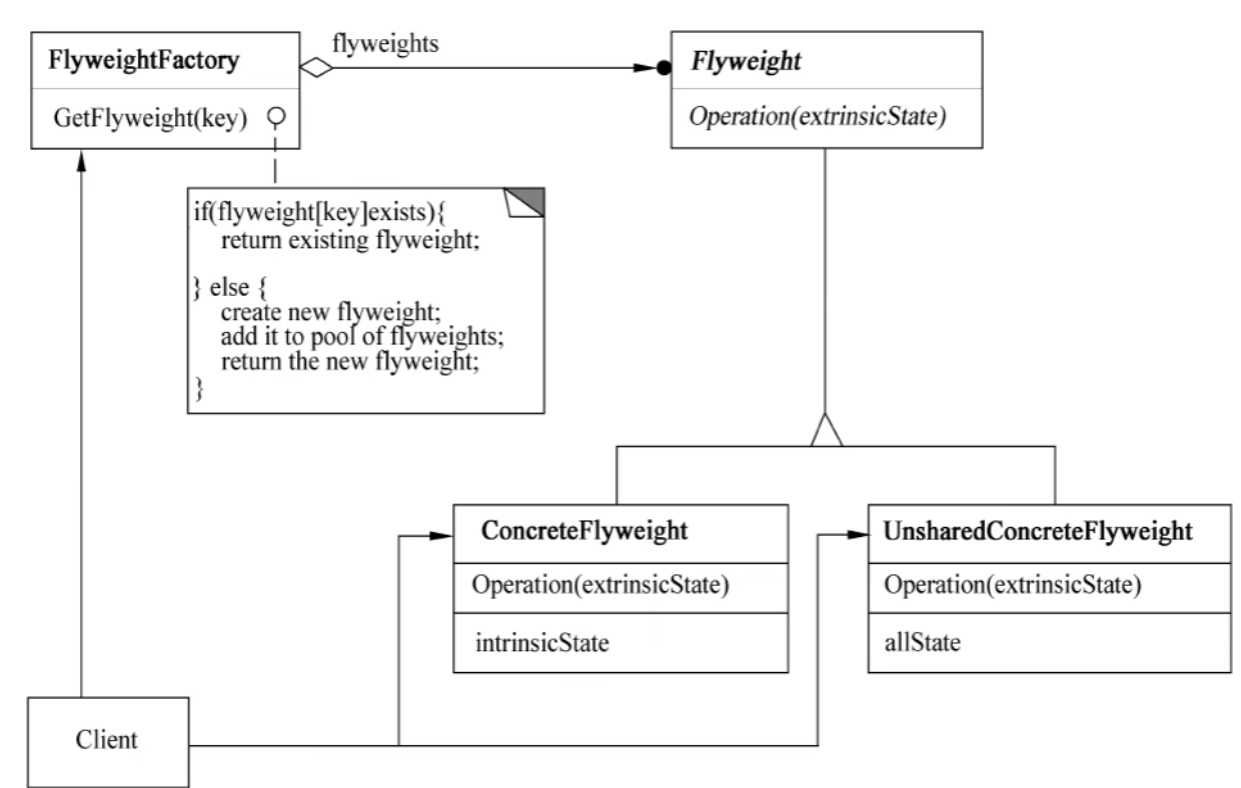 FlyweightFactory
GetFlyweight(key)
flyweights
Flyweight
Operation(extrinsicState)
if(flyweight[key]exists){
return existing flyweight;
} else {
create new flyweight;
add it to pool of flyweights;
return the new flyweight;
}
ConcreteFlyweight
Operation(extrinsicState)
intrinsicState
UnsharedConcreteFlyweight
Operation(extrinsicState)
allState
Client